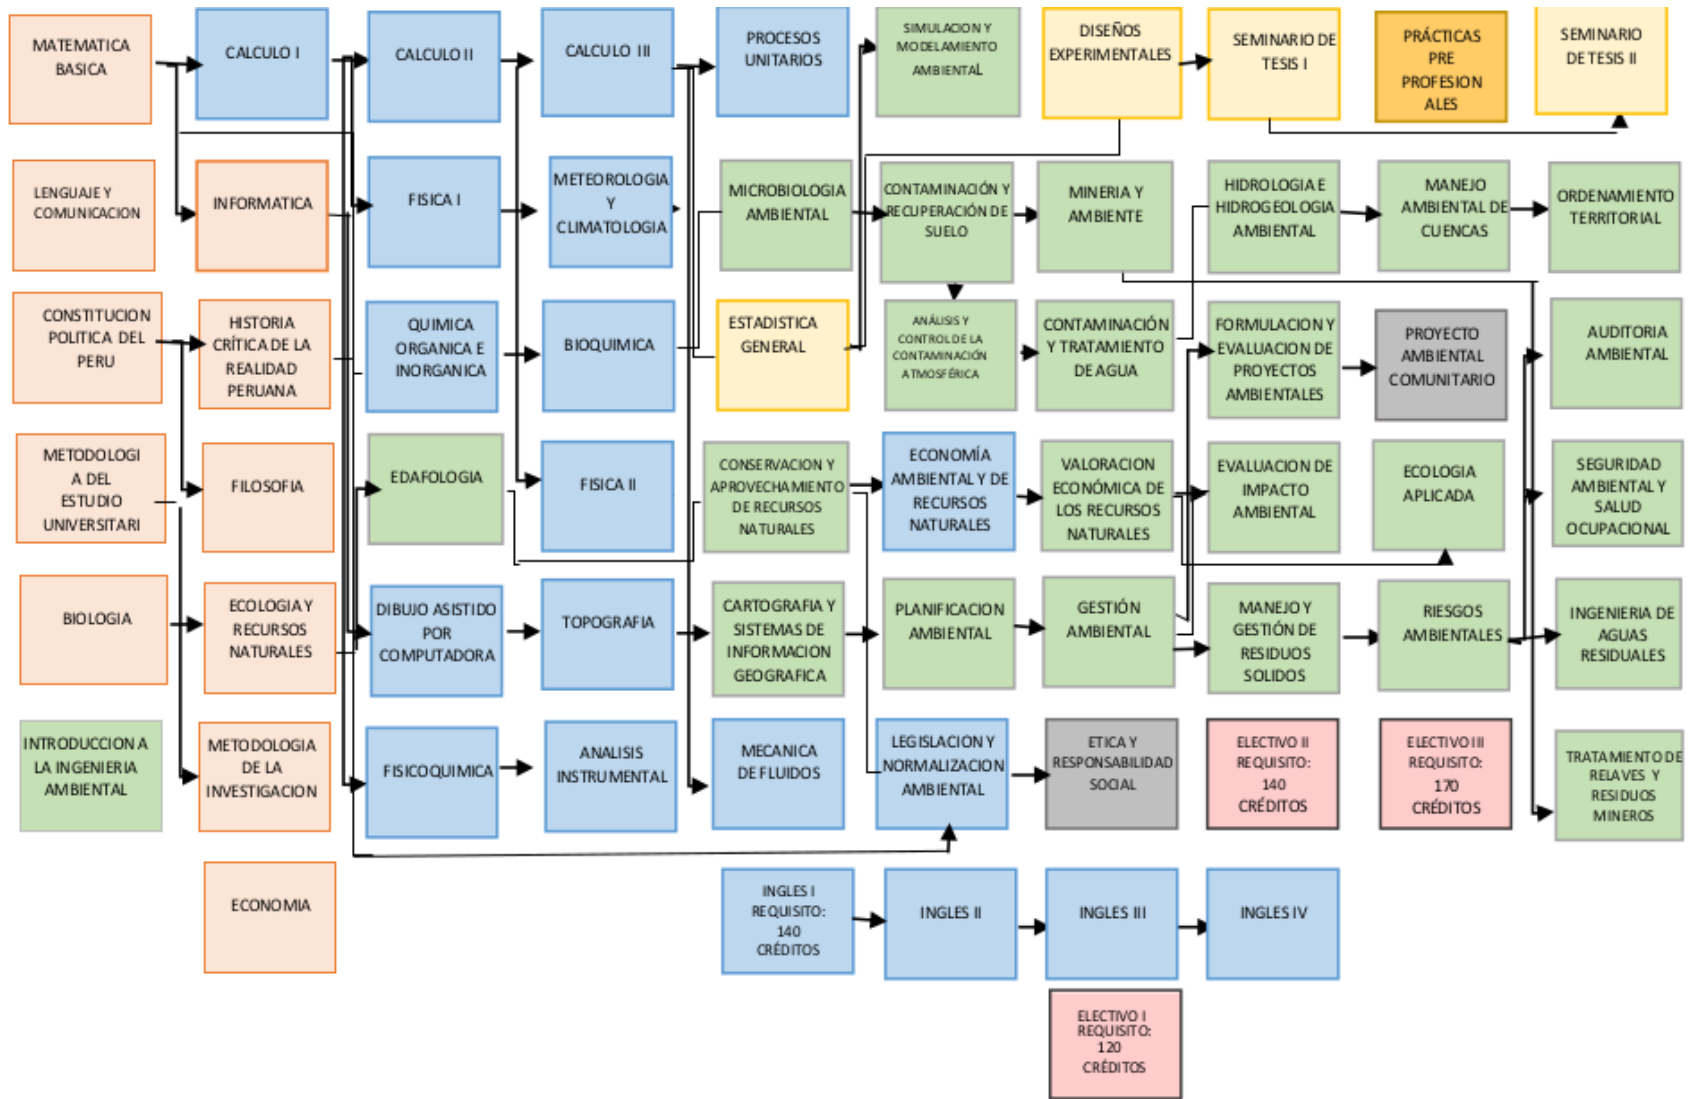 MATEMATICA
BASICA
CALCULO I
CALCULO II
CALCULO III
PROCESOS
UNITARIOS
SIMULACION Y
MODELAMIENTO
AMBIENTAL
DISEÑOS
EXPERIMENTALES
SEMINARIO DE
TESIS I
PRÁCTICAS
PRE
PROFESION
ALES
SEMINARIO
DE TESIS II
LENGUAJE Y
COMUNICACION
INFORMATICA
FISICA I
METEOROLOGIA
Y
CLIMATOLOGIA
MICROBIOLOGIA
AMBIENTAL
CONTAMINACIÓN Y
RECUPERACIÓN DE
SUELO
MINERIA Y
AMBIENTE
HIDROLOGIA E
HIDROGEOLOGIA
AMBIENTAL
MANEJO
AMBIENTAL DE
CUENCAS
ORDENAMIENTO
TERRITORIAL
CONSTITUCION
POLITICA DEL
PERU
HISTORIA
CRÍTICA DE LA
REALIDAD
PERUANA
QUIMICA
ORGANICA E
INORGANICA
BIOQUIMICA
ESTADISTICA
GENERAL
ANÁLISIS Y
CONTROL DE LA
CONTAMINACIÓN
ATMOSFÉRICA
CONTAMINACIÓN
Y TRATAMIENTO
DE AGUA
FORMULACION Y
EVALUACION DE
PROYECTOS
AMBIENTALES
PROYECTO
AMBIENTAL
COMUNITARIO
AUDITORIA
AMBIENTAL
METODOLOGI
A DEL
ESTUDIO
UNIVERSITARI
FILOSOFIA
EDAFOLOGIA
FISICA II
CONSERVACION Y
APROVECHAMIENTO
DE RECURSOS
NATURALES
ECONOMÍA
AMBIENTAL Y DE
RECURSOS
NATURALES
VALORACION
ECONÓMICA DE
LOS RECURSOS
NATURALES
EVALUACION DE
IMPACTO
AMBIENTAL
ECOLOGIA
APLICADA
SEGURIDAD
AMBIENTAL Y
SALUD
OCUPACIONAL
BIOLOGIA
ECOLOGIA Y
RECURSOS
NATURALES
DIBUJO ASISTIDO
POR
COMPUTADORA
TOPOGRAFIA
CARTOGRAFIA Y
SISTEMAS DE
INFORMACION
GEOGRAFICA
PLANIFICACION
AMBIENTAL
GESTIÓN
AMBIENTAL
MANEJO Y
GESTIÓN DE
RESIDUOS
SOLIDOS
RIESGOS
AMBIENTALES
INGENIERIA DE
AGUAS
RESIDUALES
INTRODUCCION A
LA INGENIERIA
AMBIENTAL
METODOLOGIA
DE LA
INVESTIGACION
FISICOQUIMICA
ANALISIS
INSTRUMENTAL
MECANICA
DE FLUIDOS
LEGISLACION Y
NORMALIZACION
AMBIENTAL
ETICA Y
RESPONSABILIDAD
SOCIAL
ELECTIVO II
REQUISITO:
140
CRÉDITOS
ELECTIVO III
REQUISITO:
170
CRÉDITOS
TRATAMIENTO DE
RELAVES Y
RESIDUOS
MINEROS
ECONOMIA
INGLES I
REQUISITO:
140
CRÉDITOS
INGLES II
INGLES III
INGLES IV
ELECTIVO I
REQUISITO:
120
CRÉDITOS